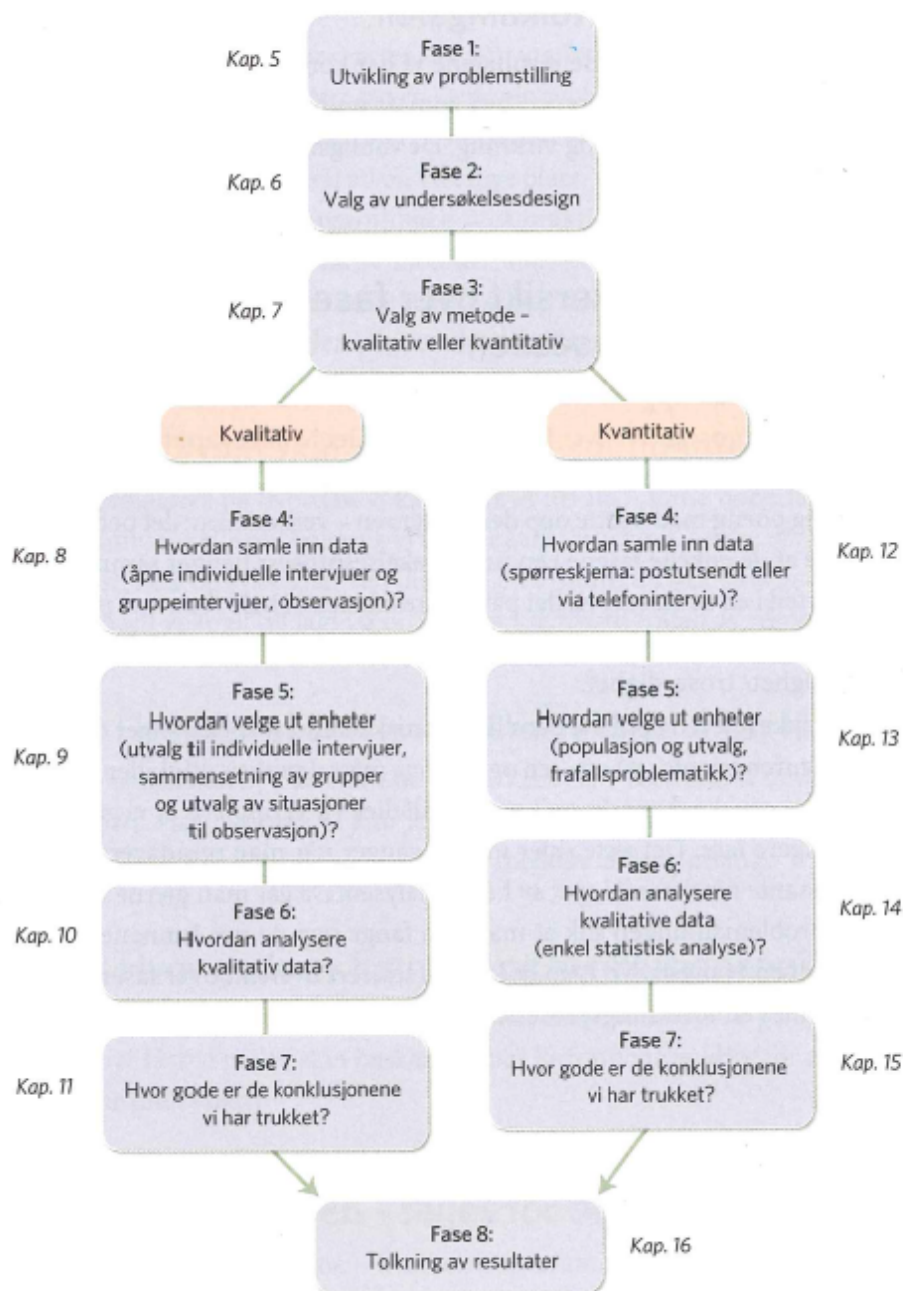 Kap. 5
Fase 1:
Utvikling av problemstilling
Kap. 6
Fase 2:
Valg av undersøkelsesdesign
Kap. 7
Fase 3:
Valg av metode –
kvalitativ eller kvantitativ
Kvalitativ
Kap. 8
Fase 4:
Hvordan samle inn data
(åpne individuelle intervjuer og
gruppeintervjuer, observasjon)?
Kap. 9
Fase 5:
Hvordan velge ut enheter
(utvalg til individuelle intervjuer,
sammensetning av grupper
og utvalg av situasjoner
til observasjon)?
Kap. 10
Fase 6:
Hvordan analysere
kvalitativ data?
Kap. 11
Fase 7:
Hvor gode er de konklusjonene
vi har trukket?
Kvantitativ
Fase 4:
Hvordan samle inn data
(spørreskjema: postutsendt eller
via telefonintervju)?
Kap. 12
Fase 5:
Hvordan velge ut enheter
(populasjon og utvalg,
frafallsproblematikk)?
Kap. 13
Fase 6:
Hvordan analysere
kvalitative data
(enkel statistisk analyse)?
Kap. 14
Fase 7:
Hvor gode er de konklusjonene
vi har trukket?
Kap. 15
Fase 8:
Tolkning av resultater
Kap. 16